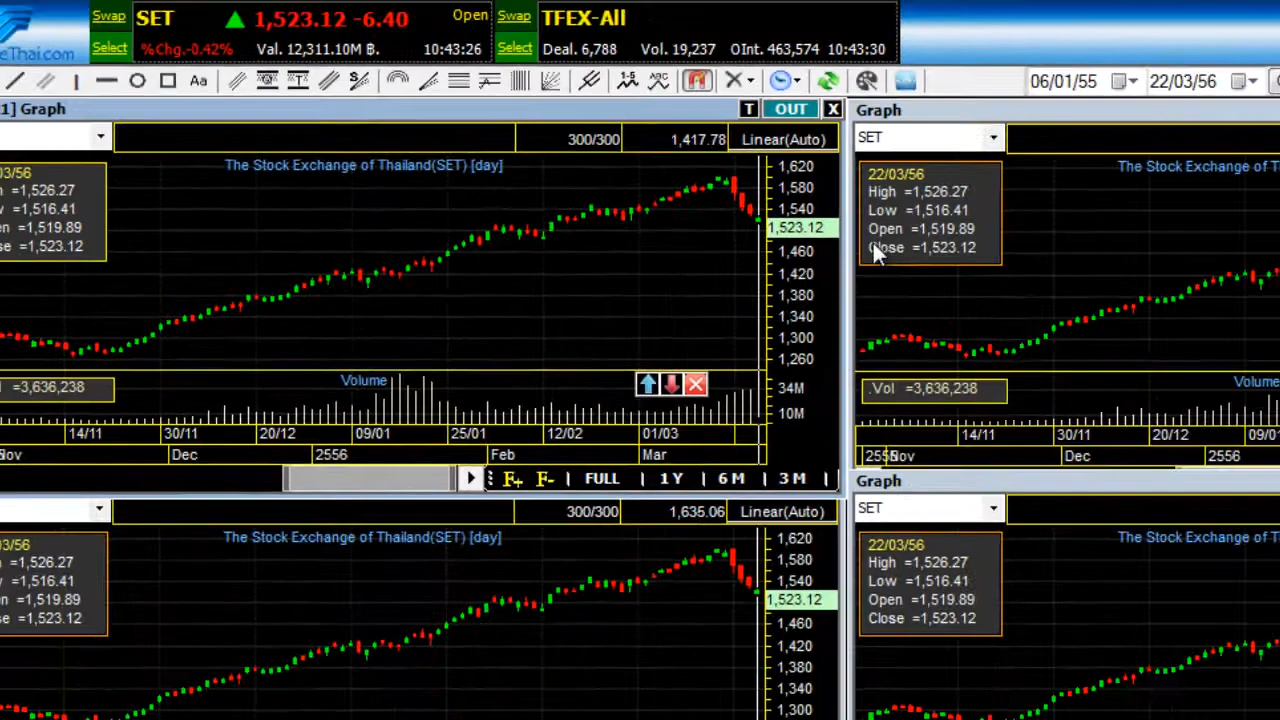 Swap SET 1,523.12 -6.40 Open Swap TFEX-All
Select %Chg.-0.42% Val. 12,311.10M B. 10:43:26 Select Deal. 6,788 Vol. 19,237 OInt. 463,574 10:43:30
eThai.com
Aa 06/01/55 22/03/56
1] Graph T OUT X
300/300 1,417.78 Linear(Auto)
The Stock Exchange of Thailand(SET) [day]
03/56
=1,526.27
=1,516.41
en =1,519.89
se =1,523.12
1,620
1,580
1,540
1,523.12
1,460
1,420
1,380
1,340
1,300
1,260
=3,636,238
Volume
34M
10M
14/11 30/11 20/12 09/01 25/01 12/02 01/03
Nov Dec 2556 Feb Mar
F+ F- FULL 1 Y 6 M 3 M
300/300 1,635.06 Linear(Auto)
The Stock Exchange of Thailand(SET) [day]
03/56
=1,526.27
=1,516.41
en =1,519.89
se =1,523.12
1,620
1,580
1,540
1,523.12
1,460
1,420
1,380
1,340
1,300
Graph
SET
The Stock Exchange of T
22/03/56
High =1,526.27
Low =1,516.41
Open =1,519.89
Close =1,523.12
.Vol =3,636,238
Volume
14/11 30/11 20/12 09/0
Nov Dec 2556
Graph
SET
The Stock Exchange of T
22/03/56
High =1,526.27
Low =1,516.41
Open =1,519.89
Close =1,523.12